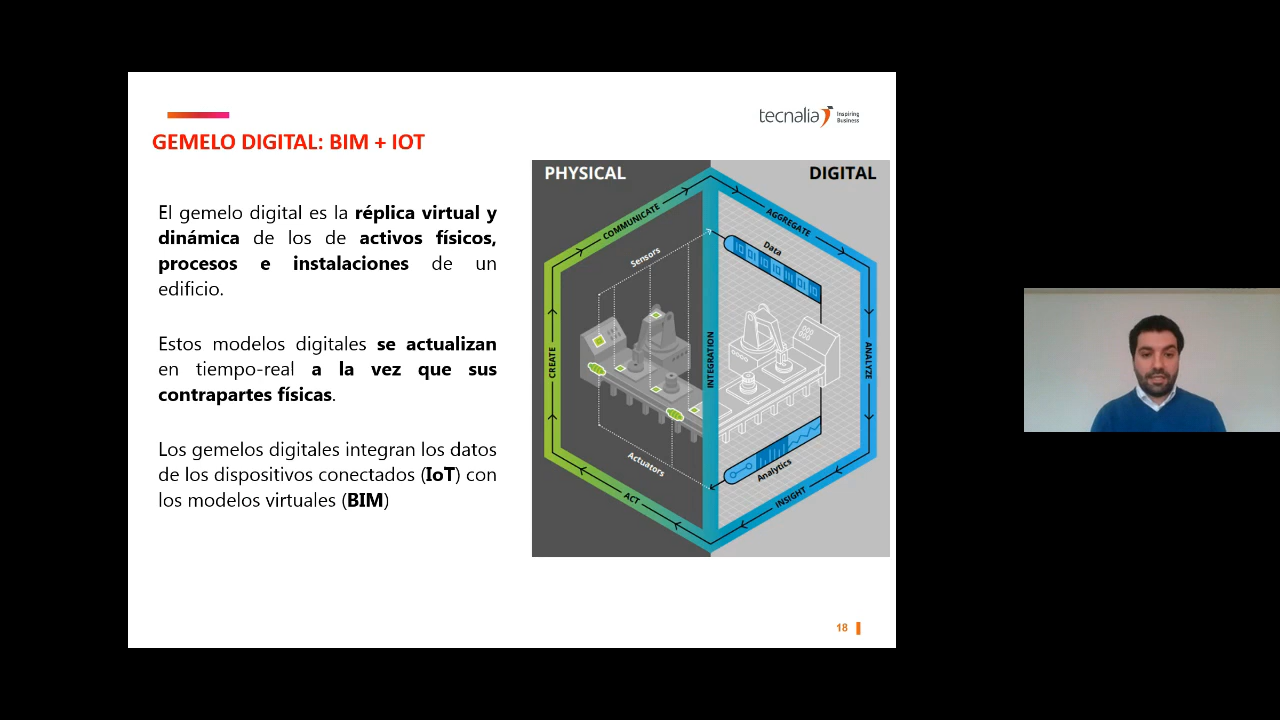 tecnalia Inspiring Business
GEMELO DIGITAL: BIM + IOT
El gemelo digital es la réplica virtual y
dinámica de los de activos físicos,
procesos e instalaciones de un
edificio.
Estos modelos digitales se actualizan
en tiempo-real a la vez que sus
contrapartes físicas.
Los gemelos digitales integran los datos
de los dispositivos conectados (IoT) con
los modelos virtuales (BIM)
PHYSICAL
DIGITAL
COMMUNICATE
AGGREGATE
Sensors
Data
CREATE
INTEGRATION
ANALYZE
Actuators
Analytics
ACT
INSIGHT
18